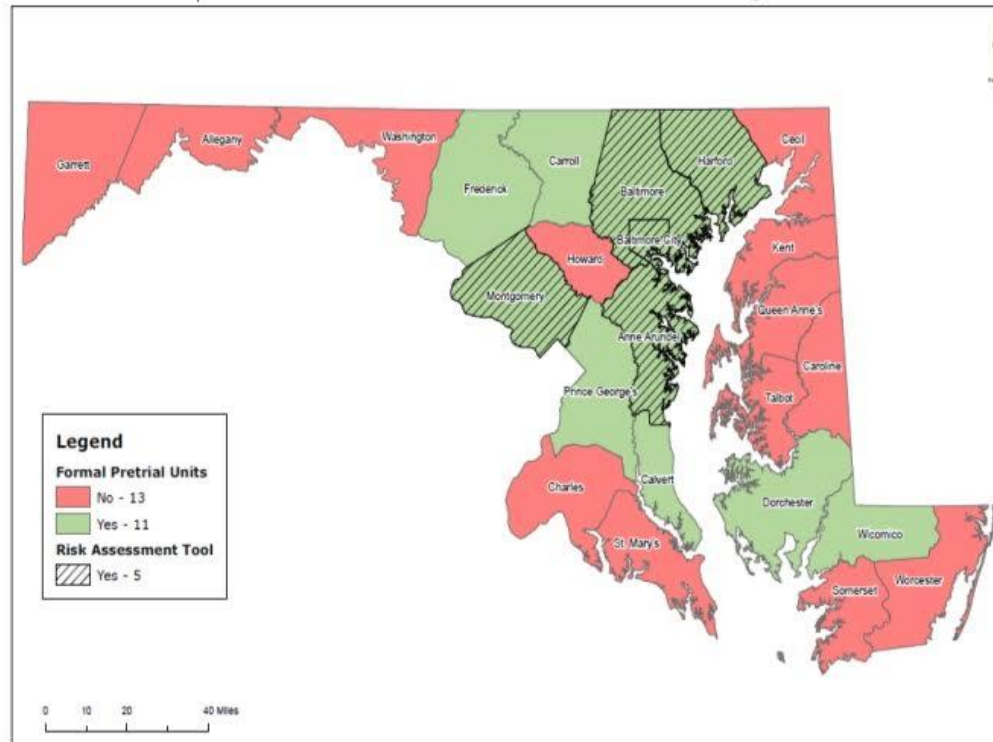 Garrett
Allegany
Washington
Frederick
Carroll
Baltimore
Harford
Cecil
Baltimore City
Howard
Montgomery
Anne Arundel
Kent
Queen Anne's
Caroline
Talbot
Prince George's
Calvert
Charles
St. Mary's
Dorchester
Wicomico
Somerset
Worcester
Legend
Formal Pretrial Units
No - 13
Yes - 11
Risk Assessment Tool
Yes - 5
0 10 20 40 Miles